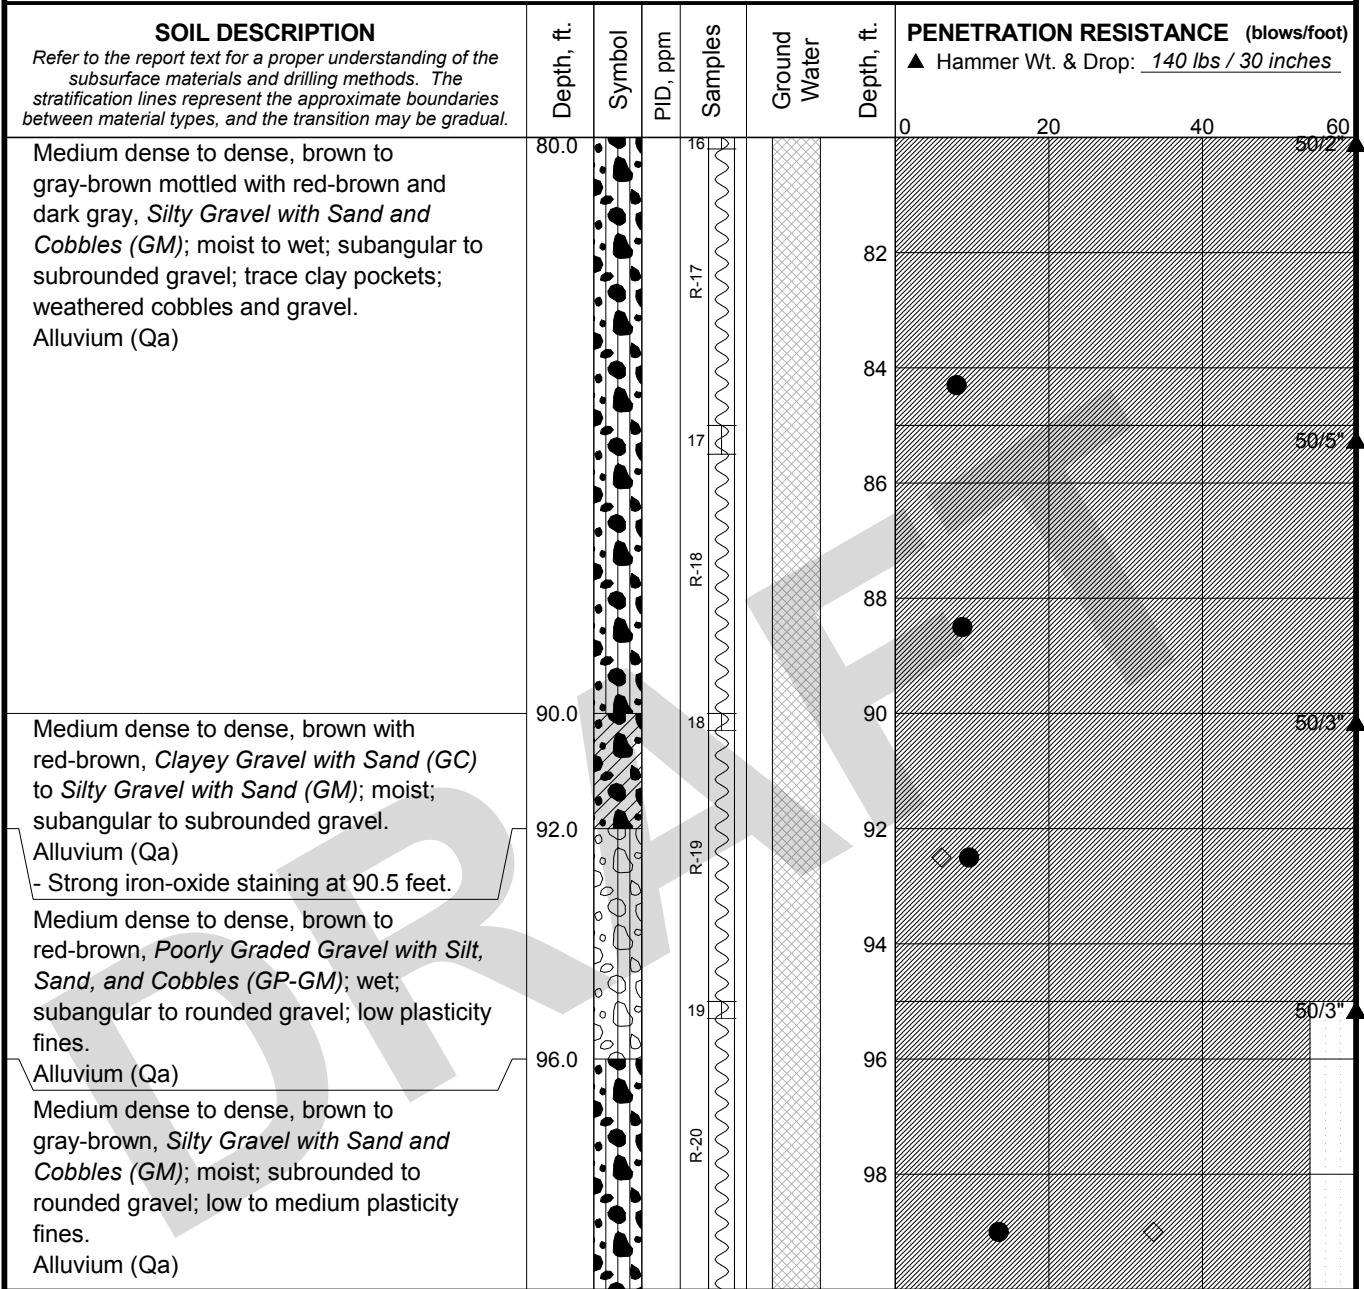 SOIL DESCRIPTION
Refer to the report text for a proper understanding of the
subsurface materials and drilling methods. The
stratification lines represent the approximate boundaries
between material types, and the transition may be gradual.
Depth, ft.
Symbol
PID, ppm
Samples
Ground
Water
Depth, ft.
PENETRATION RESISTANCE (blows/foot)
▲ Hammer Wt. & Drop: 140 lbs / 30 inches
0 20 40 60
Medium dense to dense, brown to
gray-brown mottled with red-brown and
dark gray, Silty Gravel with Sand and
Cobbles (GM); moist to wet; subangular to
subrounded gravel; trace clay pockets;
weathered cobbles and gravel.
Alluvium (Qa)
Medium dense to dense, brown with
red-brown, Clayey Gravel with Sand (GC)
to Silty Gravel with Sand (GM); moist;
subangular to subrounded gravel.
Alluvium (Qa)
- Strong iron-oxide staining at 90.5 feet.
Medium dense to dense, brown to
red-brown, Poorly Graded Gravel with Silt,
Sand, and Cobbles (GP-GM); wet;
subangular to rounded gravel; low plasticity
fines.
Alluvium (Qa)
Medium dense to dense, brown to
gray-brown, Silty Gravel with Sand and
Cobbles (GM); moist; subrounded to
rounded gravel; low to medium plasticity
fines.
Alluvium (Qa)
80.0
90.0
92.0
96.0
16
R-17
17
R-18
18
R-19
19
R-20
82
84
86
88
90
92
94
96
98
50/2"
50/5"
50/3"
50/3"
DRAFT